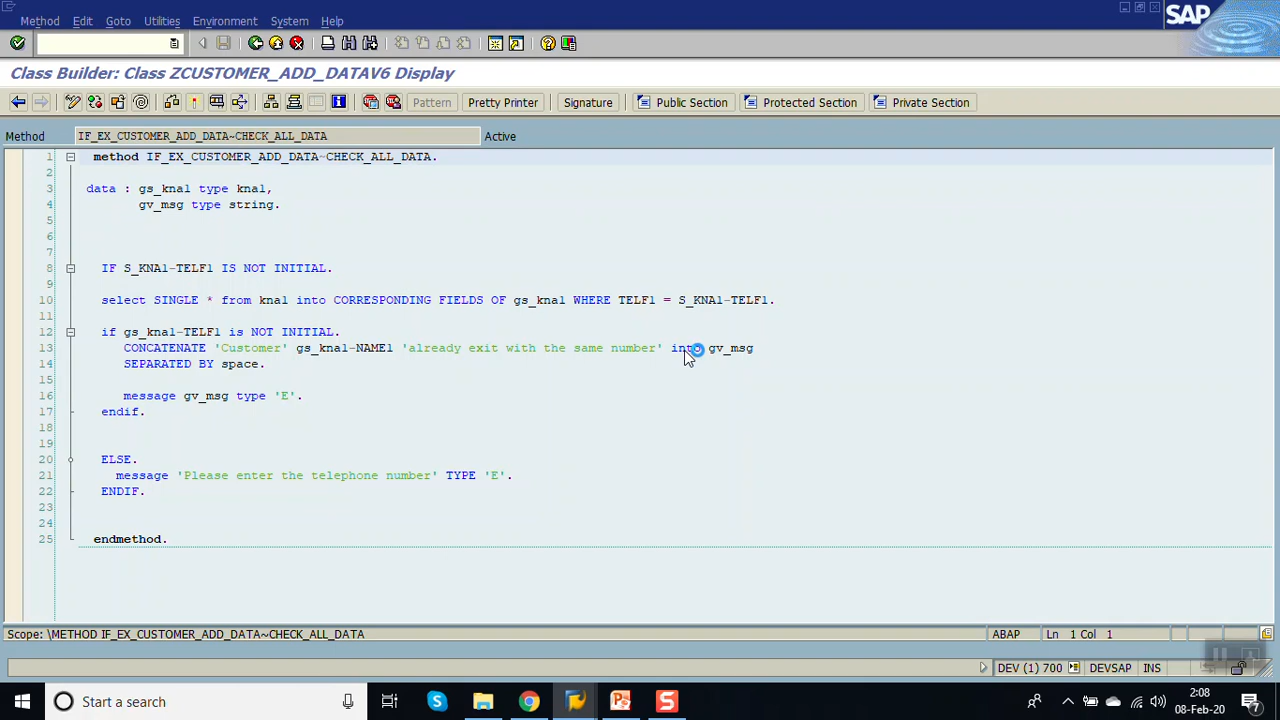 Method Edit Goto Utilities Environment System Help
SAP
Class Builder: Class ZCUSTOMER_ADD_DATAV6 Display
Pattern Pretty Printer Signature Public Section Protected Section Private Section
Method IF_EX_CUSTOMER_ADD_DATA~CHECK_ALL_DATA Active
1 method IF_EX_CUSTOMER_ADD_DATA~CHECK_ALL_DATA.
2
3 data : gs_kna1 type kna1,
4 gv_msg type string.
5
6
7
8 IF S_KNA1-TELF1 IS NOT INITIAL.
9
10 select SINGLE * from kna1 into CORRESPONDING FIELDS OF gs_kna1 WHERE TELF1 = S_KNA1-TELF1.
11
12 if gs_kna1-TELF1 is NOT INITIAL.
13 CONCATENATE 'Customer' gs_kna1-NAME1 'already exit with the same number' into gv_msg
14 SEPARATED BY space.
15
16 message gv_msg type 'E'.
17 endif.
18
19
20 ELSE.
21 message 'Please enter the telephone number' TYPE 'E'.
22 ENDIF.
23
24
25 endmethod.
Scope: \METHOD IF_EX_CUSTOMER_ADD_DATA~CHECK_ALL_DATA ABAP Ln 1 Col 1
DEV (1) 700 DEVSAP INS
Start a search
2:08
08-Feb-20
7